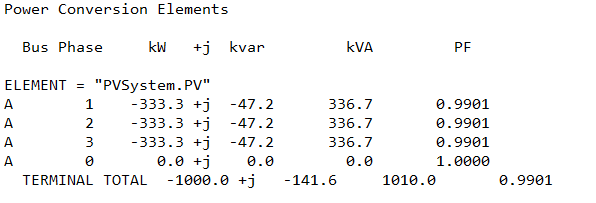 Power Conversion Elements
Bus Phase kW +j kvar kVA PF
ELEMENT = "PVSystem.PV"
A 1 -333.3 +j -47.2 336.7 0.9901
A 2 -333.3 +j -47.2 336.7 0.9901
A 3 -333.3 +j -47.2 336.7 0.9901
A 0 0.0 +j 0.0 0.0 1.0000
TERMINAL TOTAL -1000.0 +j -141.6 1010.0 0.9901